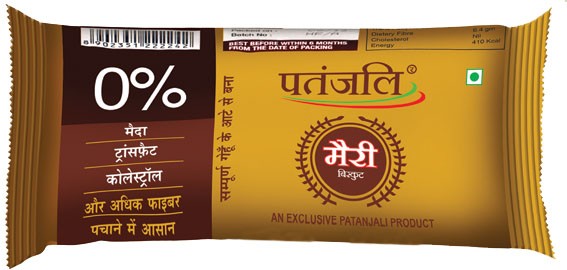 8902351222242
Batch No :
BEST BEFORE WITHIN 6 MONTHS
FROM THE DATE OF PACKING
Dietary Fibre
Cholesterol Nil
Energy 410 Kcal
0%
मैदा
ट्रांसफ़ैट
कोलेस्ट्रॉल
और अधिक फाइबर
पचाने में आसान
सम्पूर्ण गेहूँ के आटे से बना
पतंजलि®
मैरी
बिस्कुट
AN EXCLUSIVE PATANJALI PRODUCT